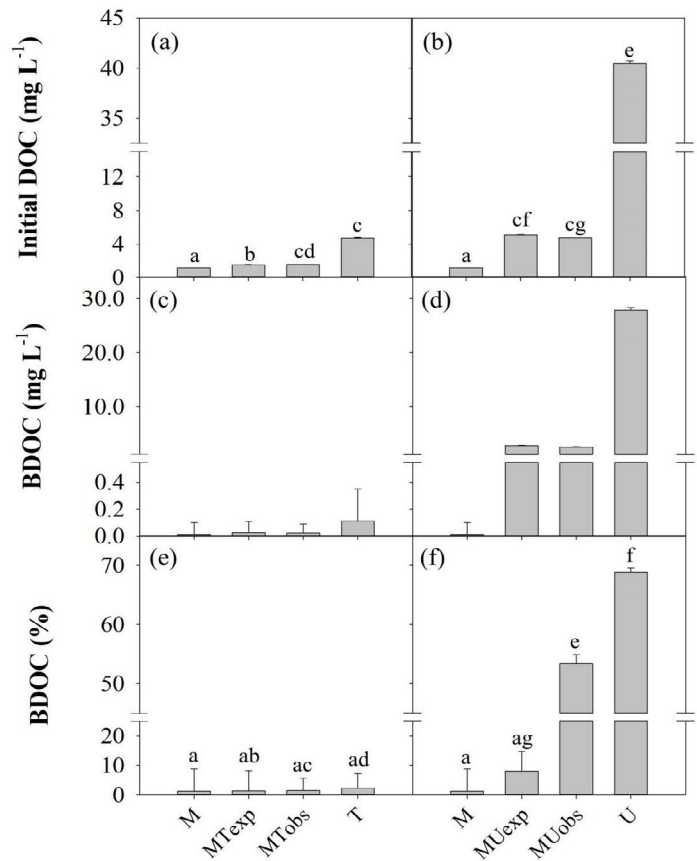 Initial DOC (mg L⁻¹)
45
40
35
12
8
4
0
(a)
a
b
cd
c
(b)
a
cf
cg
e
BDOC (mg L⁻¹)
30.0
20.0
10.0
0.4
0.2
0.0
(c)
(d)
BDOC (%)
70
60
50
20
10
0
(e)
a
ab
ac
ad
(f)
a
ag
e
f
M
MTexp
MTobs
T
M
MUexp
MUobs
U